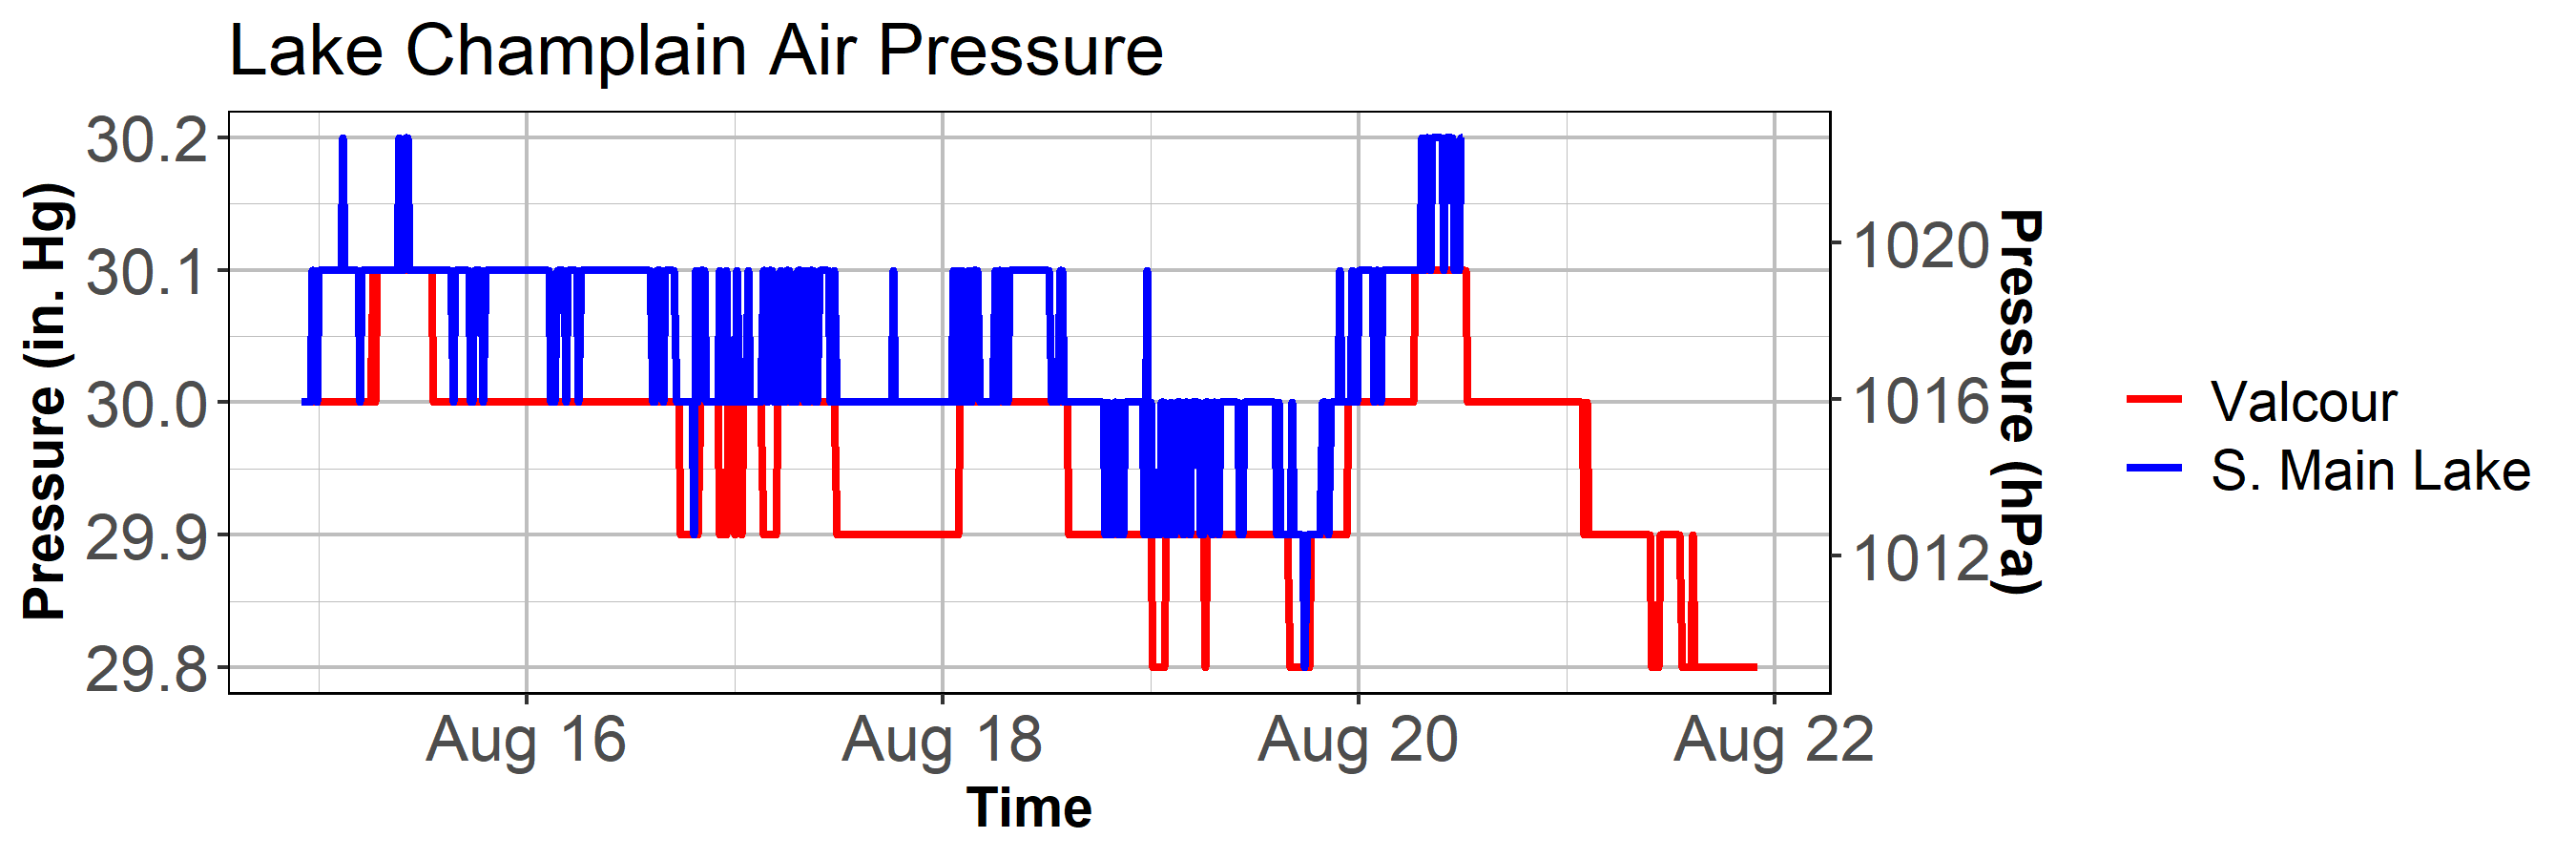 Lake Champlain Air Pressure
30.2
30.1
30.0
29.9
29.8
Pressure (in. Hg)
1020
1016
1012
Pressure (hPa)
Aug 16 Aug 18 Aug 20 Aug 22
Time
Valcour
S. Main Lake